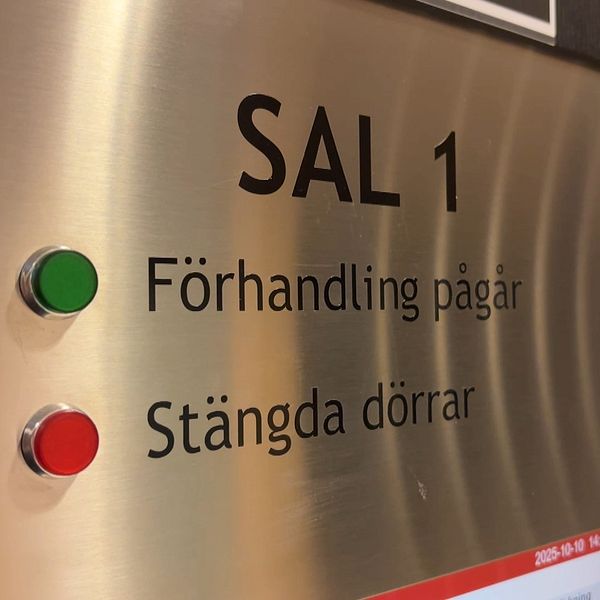 SAL 1
Förhandling pågår
Stängda dörrar
2025-10-10